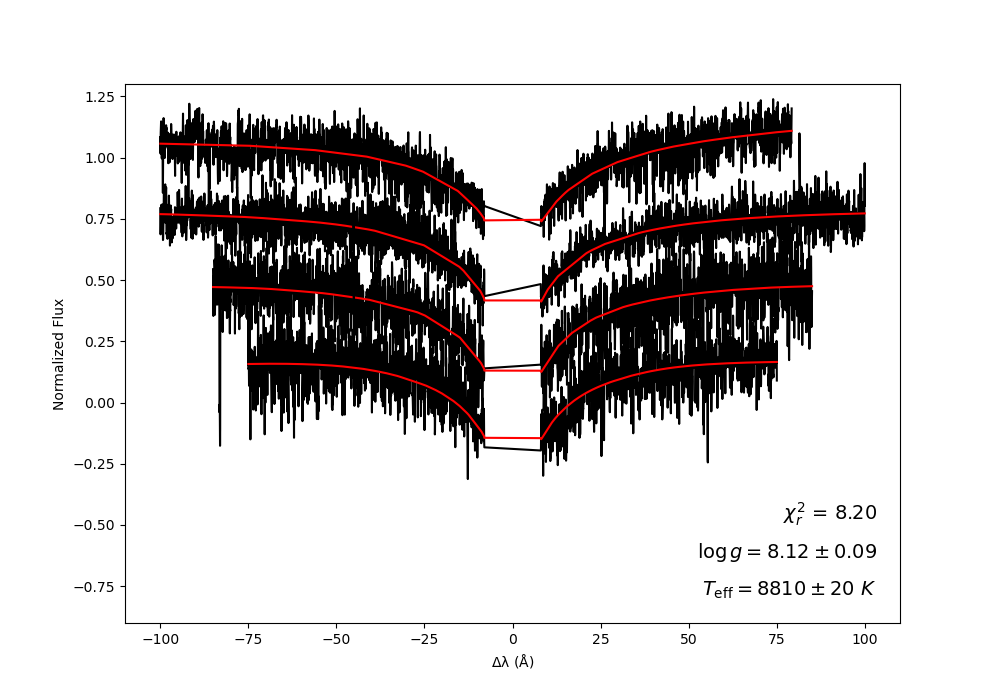 1.25
1.00
0.75
0.50
0.25
0.00
−0.25
−0.50
−0.75
Normalized Flux
χ²ᵣ = 8.20
log g = 8.12 ± 0.09
T_eff = 8810 ± 20 K
−100 −75 −50 −25 0 25 50 75 100
Δλ (Å)